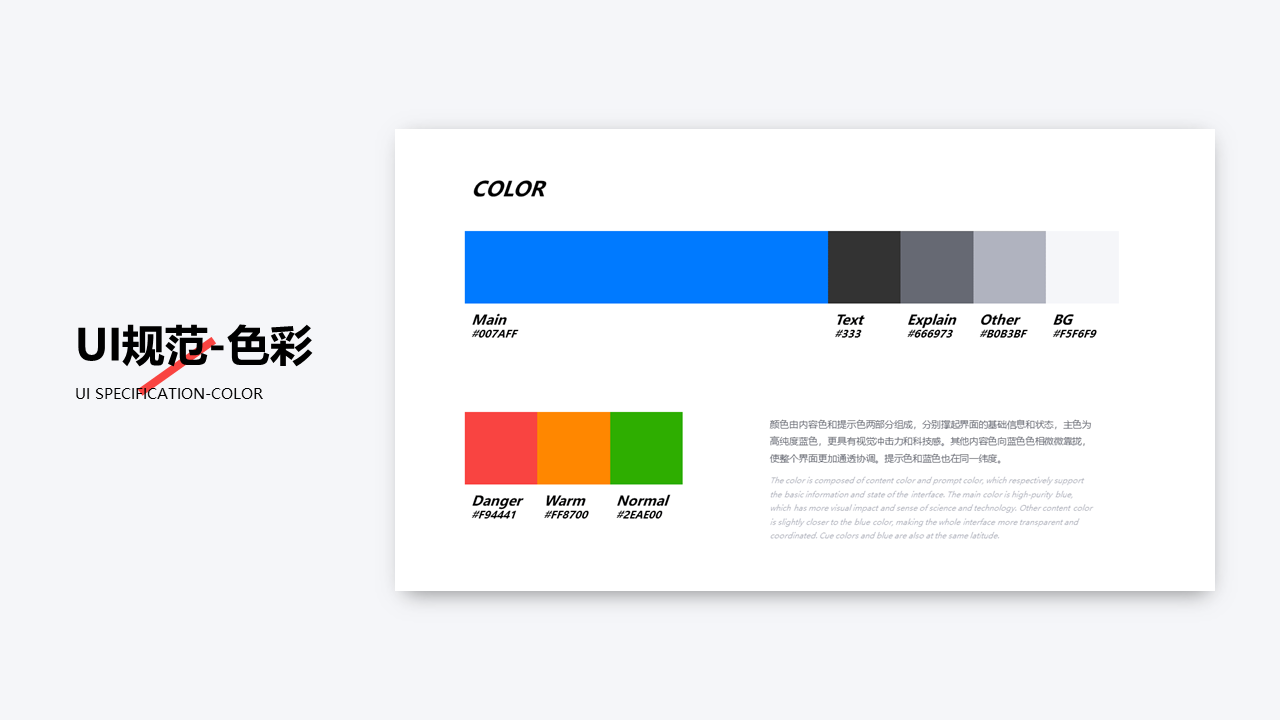 UI规范-色彩
UI SPECIFICATION-COLOR
COLOR
Main
#007AFF
Text
#333
Explain
#666973
Other
#B0B3BF
BG
#F5F6F9
Danger
#F94441
Warm
#FF8700
Normal
#2EAE00
颜色由内容色和提示色两部分组成，分别撑起界面的基础信息和状态，主色为
高纯度蓝色，更具有视觉冲击力和科技感。其他内容色向蓝色色相微微靠拢，
使整个界面更加通透协调。提示色和蓝色也在同一纬度。
The color is composed of content color and prompt color, which respectively support
the basic information and state of the interface. The main color is high-purity blue,
which has more visual impact and sense of science and technology. Other content color
is slightly closer to the blue color, making the whole interface more transparent and
coordinated. Cue colors and blue are also at the same latitude.